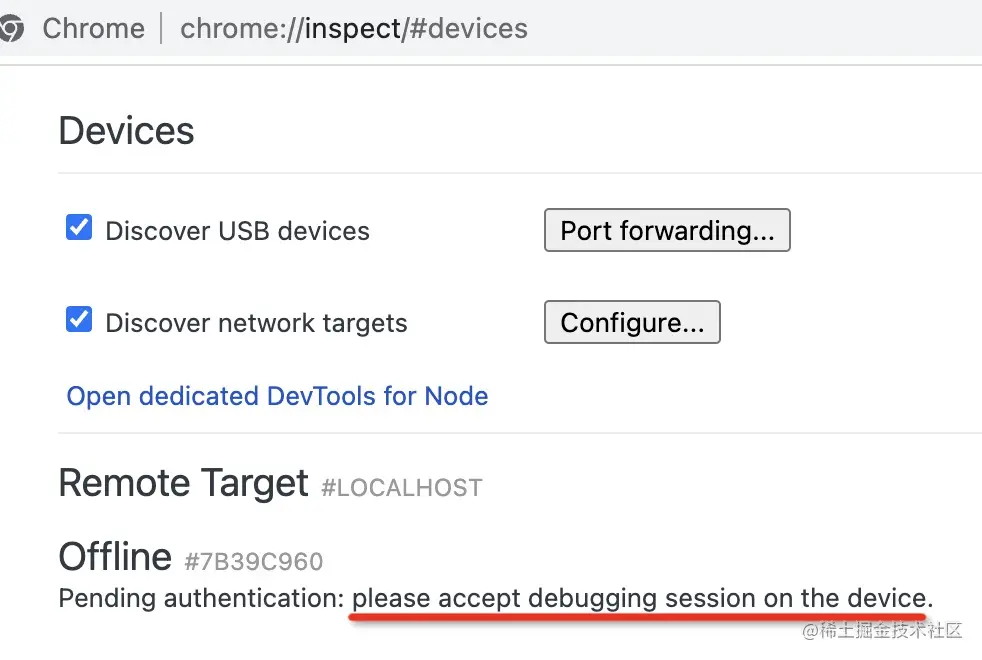 Chrome | chrome://inspect/#devices
Devices
Discover USB devices Port forwarding...
Discover network targets Configure...
Open dedicated DevTools for Node
Remote Target #LOCALHOST
Offline #7B39C960
Pending authentication: please accept debugging session on the device.
@稀土掘金技术社区